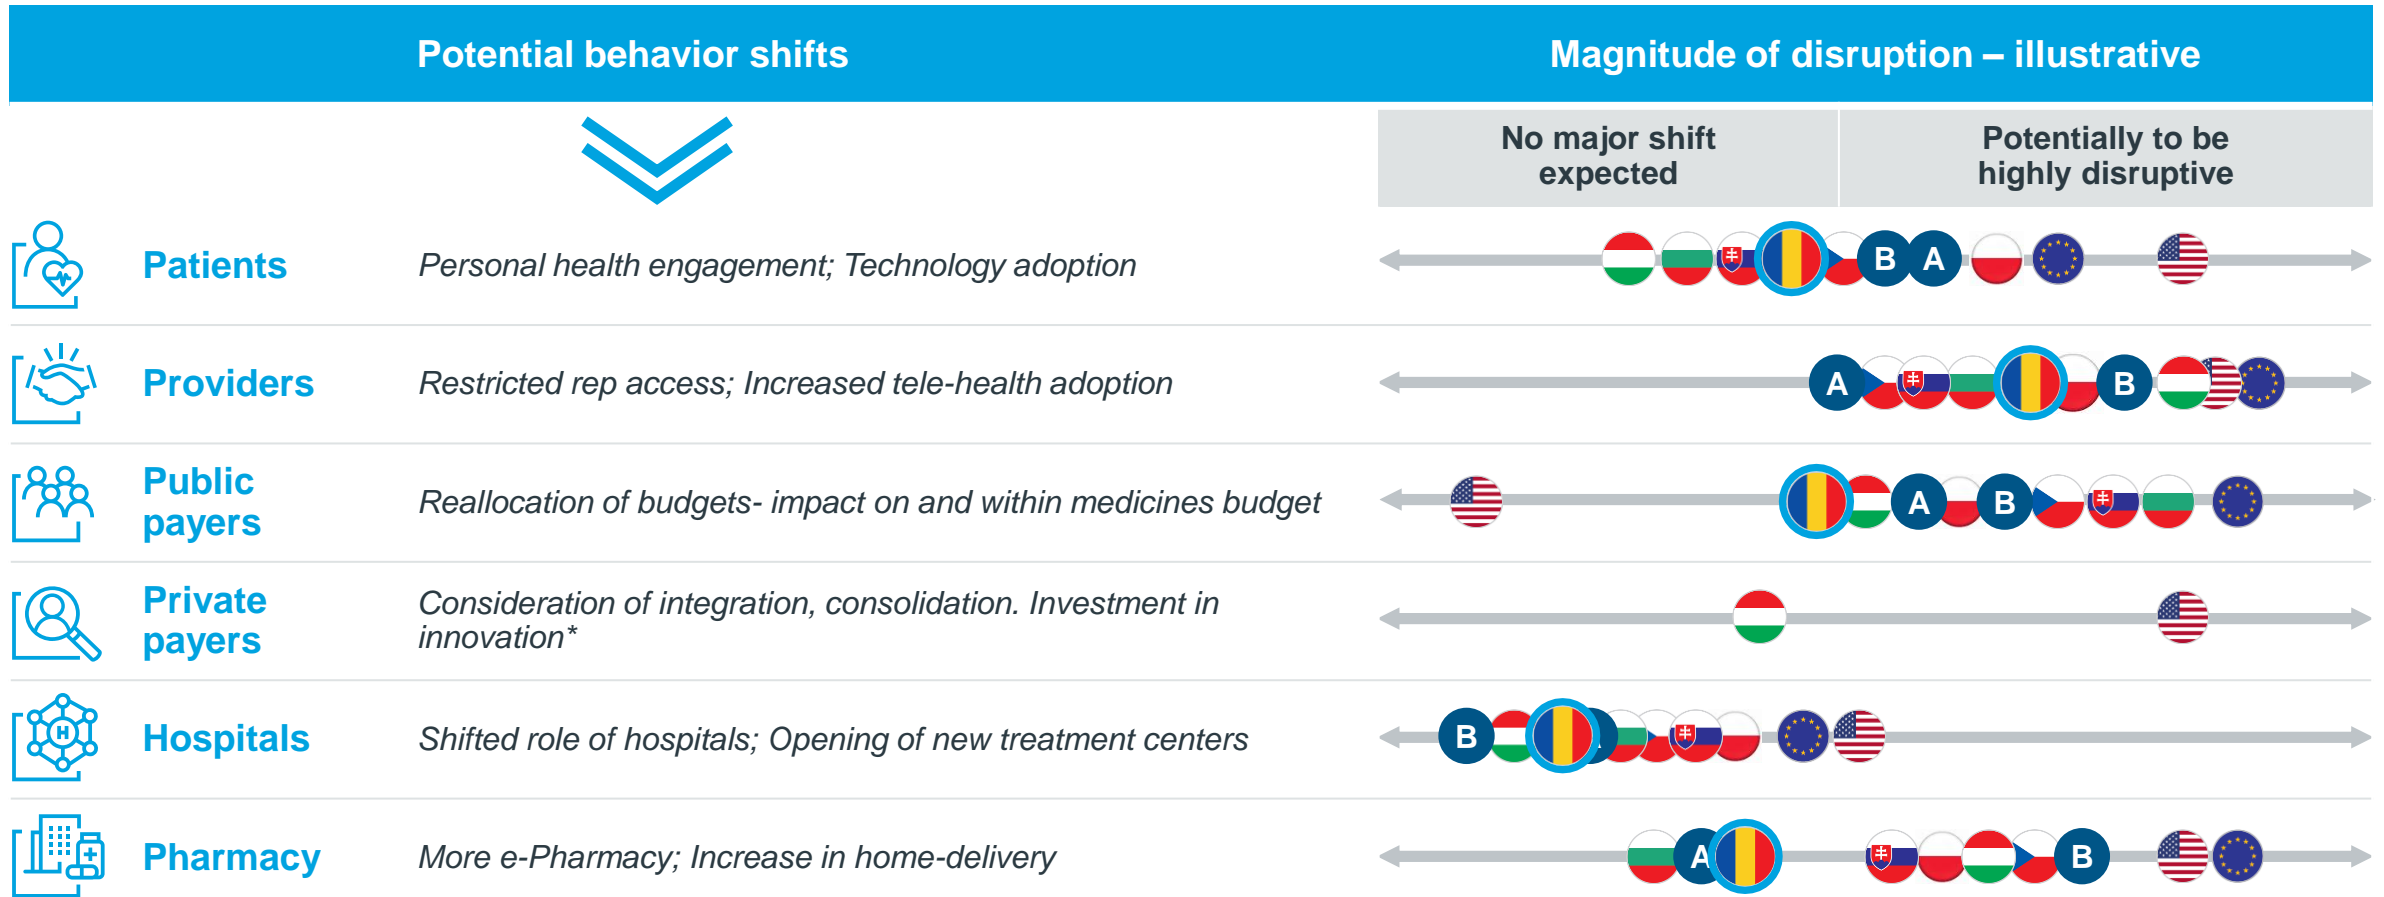 Potential behavior shifts
Magnitude of disruption – illustrative
No major shift
expected
Potentially to be
highly disruptive
Patients
Personal health engagement; Technology adoption
B A
Providers
Restricted rep access; Increased tele-health adoption
A B
Public
payers
Reallocation of budgets- impact on and within medicines budget
A B
Private
payers
Consideration of integration, consolidation. Investment in
innovation*
H
Hospitals
Shifted role of hospitals; Opening of new treatment centers
B
Pharmacy
More e-Pharmacy; Increase in home-delivery
A B